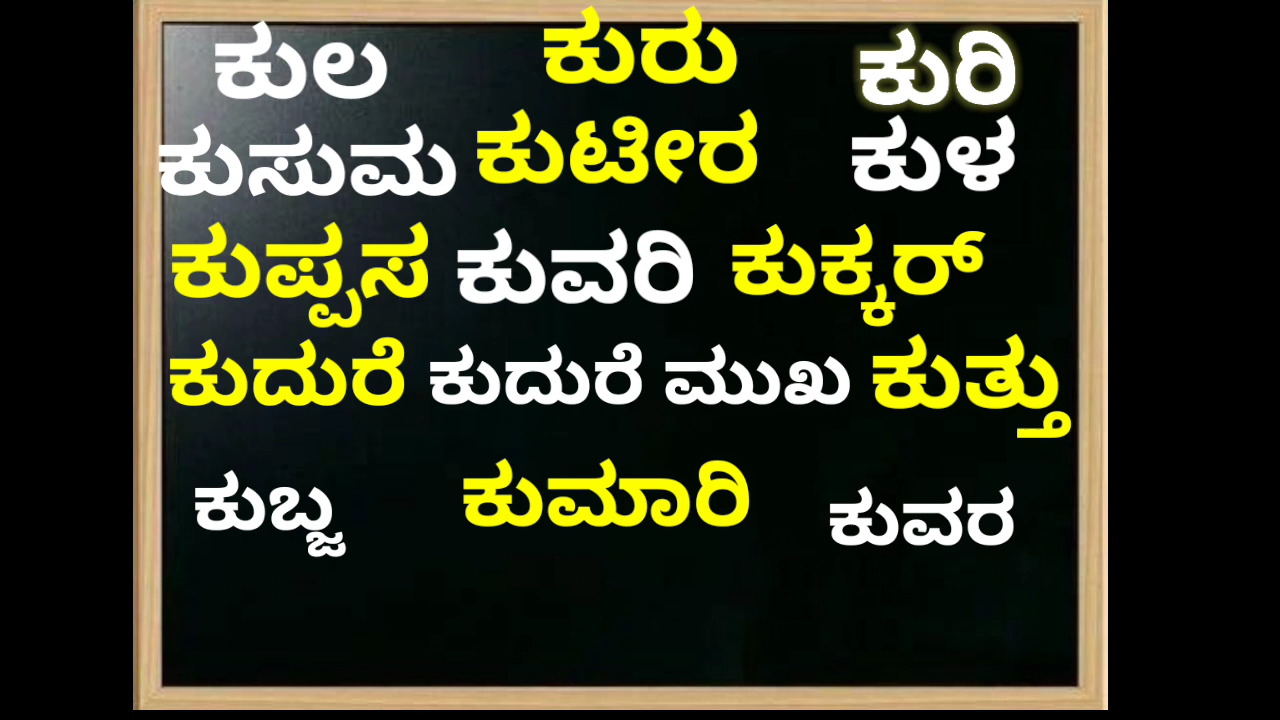 ಕುಲ ಕುರು ಕುರಿ
ಕುಸುಮ ಕುಟೀರ ಕುಳ
ಕುಪ್ಪಸ ಕುವರಿ ಕುಕ್ಕರ್
ಕುದುರೆ ಕುದುರೆ ಮುಖ ಕುತ್ತು
ಕುಬ್ಜ ಕುಮಾರಿ ಕುವರ